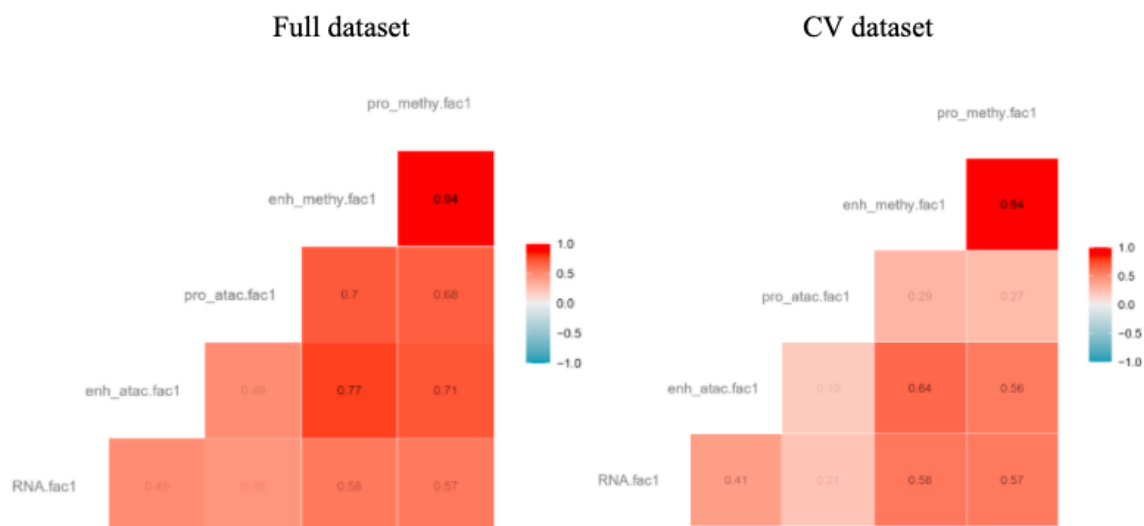 Full dataset
CV dataset
pro_methy.fac1
enh_methy.fac1
0.94
pro_atac.fac1
0.7
0.68
enh_atac.fac1
0.49
0.77
0.71
RNA.fac1
0.49
0.46
0.58
0.57
1.0
0.5
0.0
−0.5
−1.0
pro_methy.fac1
enh_methy.fac1
0.94
pro_atac.fac1
0.29
0.27
enh_atac.fac1
0.19
0.64
0.56
RNA.fac1
0.41
0.21
0.58
0.57
1.0
0.5
0.0
−0.5
−1.0